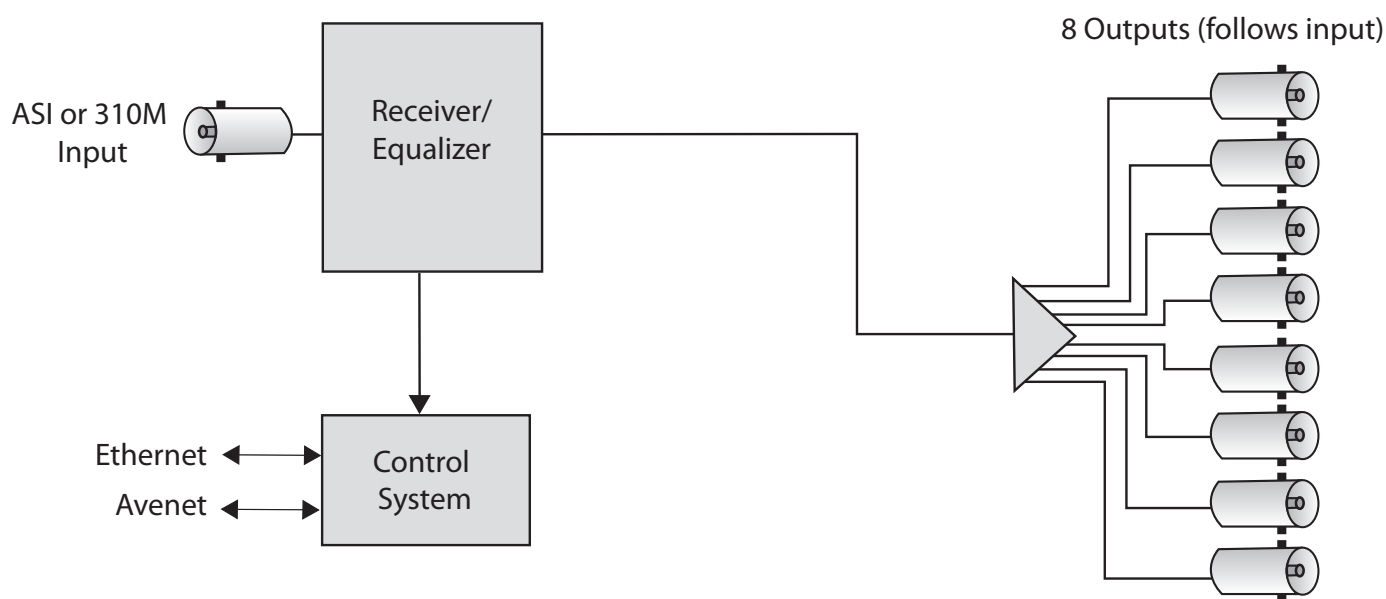 8 Outputs (follows input)
ASI or 310M
Input
Receiver/
Equalizer
Ethernet
Avenet
Control
System